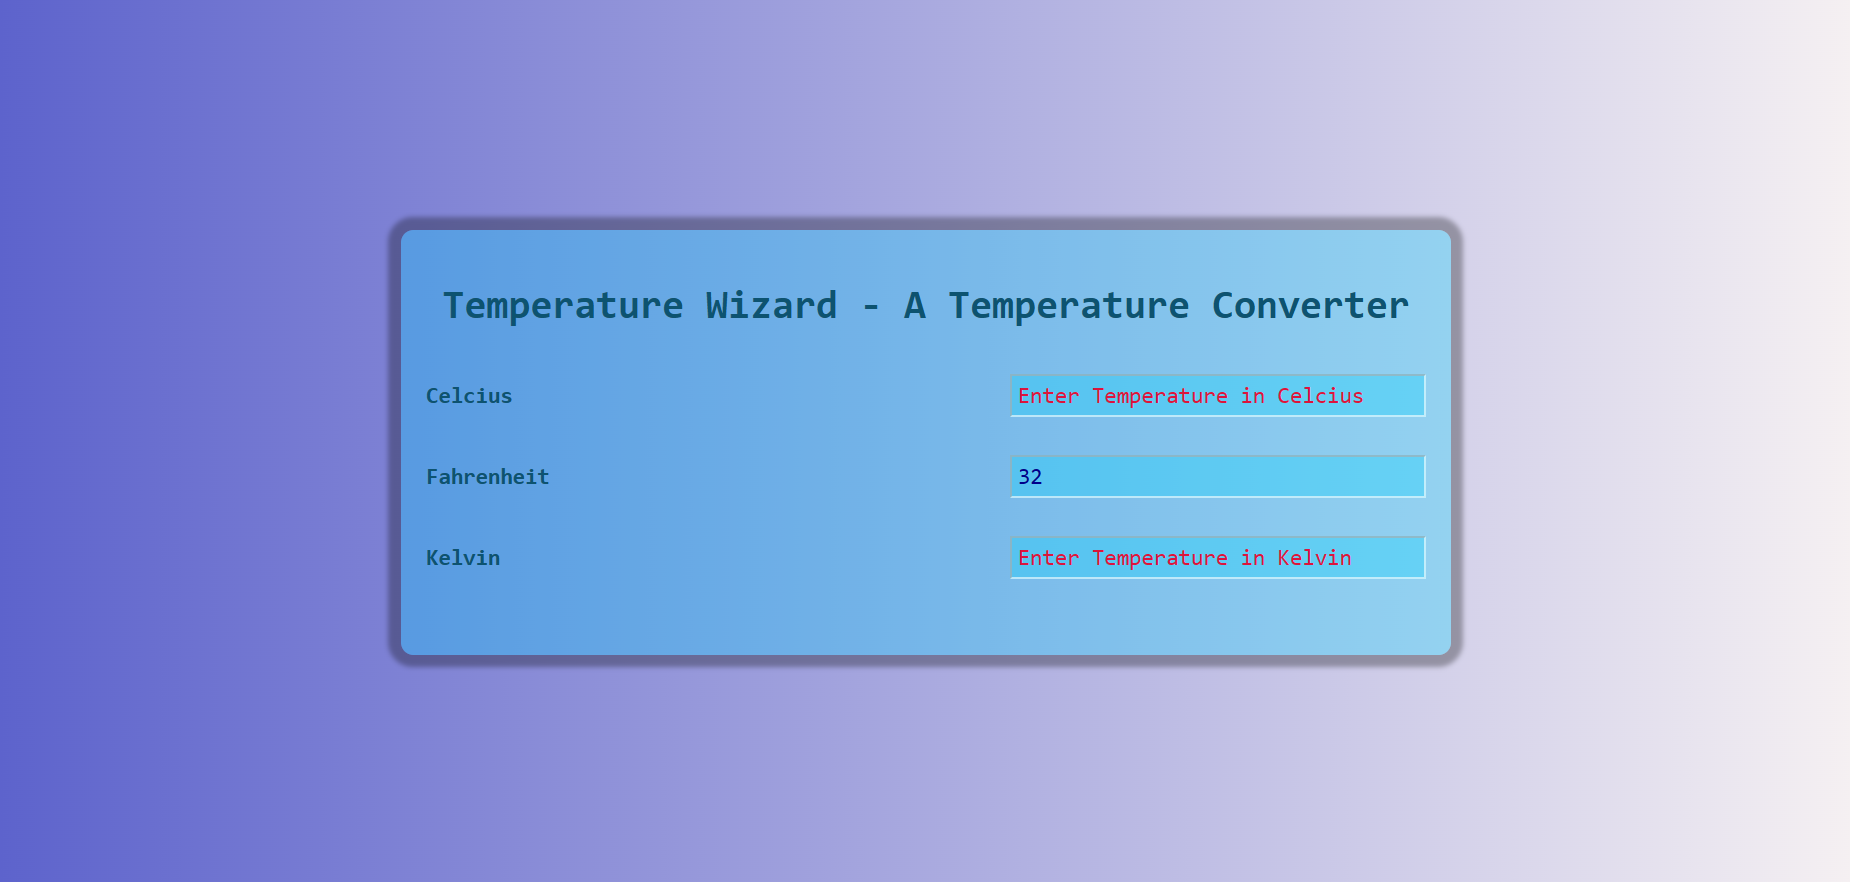 Temperature Wizard - A Temperature Converter
Celcius
Enter Temperature in Celcius
Fahrenheit
32
Kelvin
Enter Temperature in Kelvin